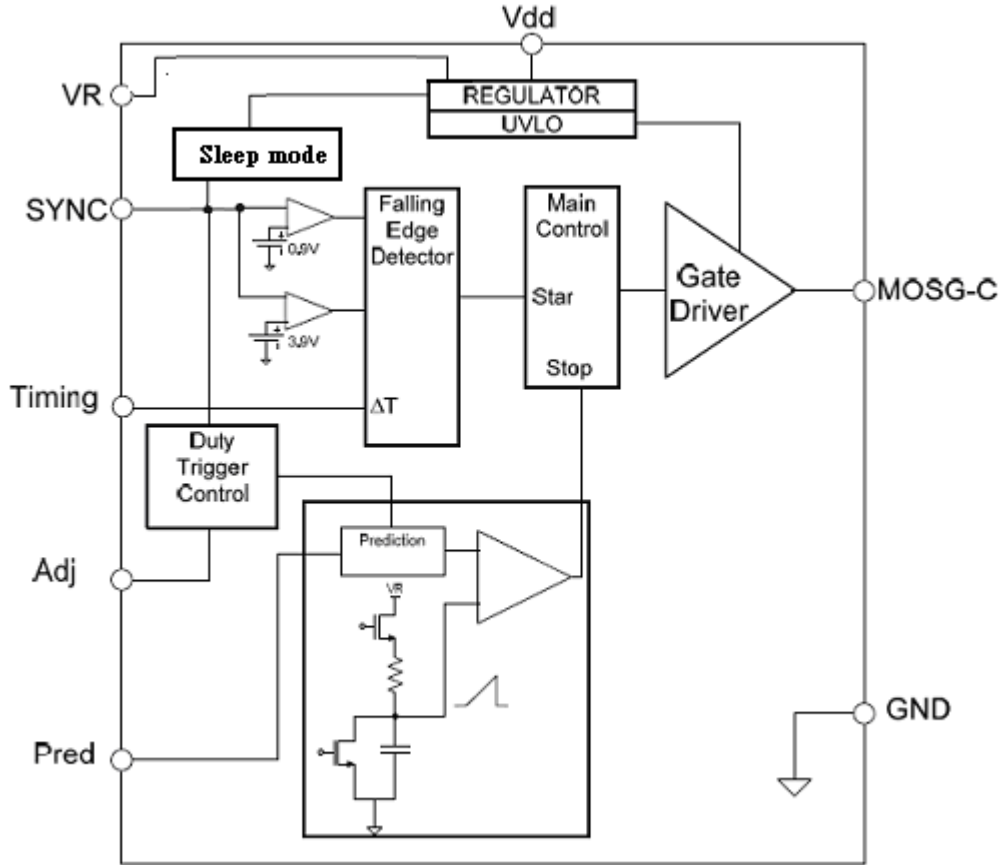 Vdd
VR
REGULATOR
UVLO
Sleep mode
SYNC
0.9V
3.9V
Falling
Edge
Detector
ΔT
Main
Control
Star
Stop
Gate
Driver
MOSG-C
Timing
Duty
Trigger
Control
Adj
Prediction
VR
Pred
GND